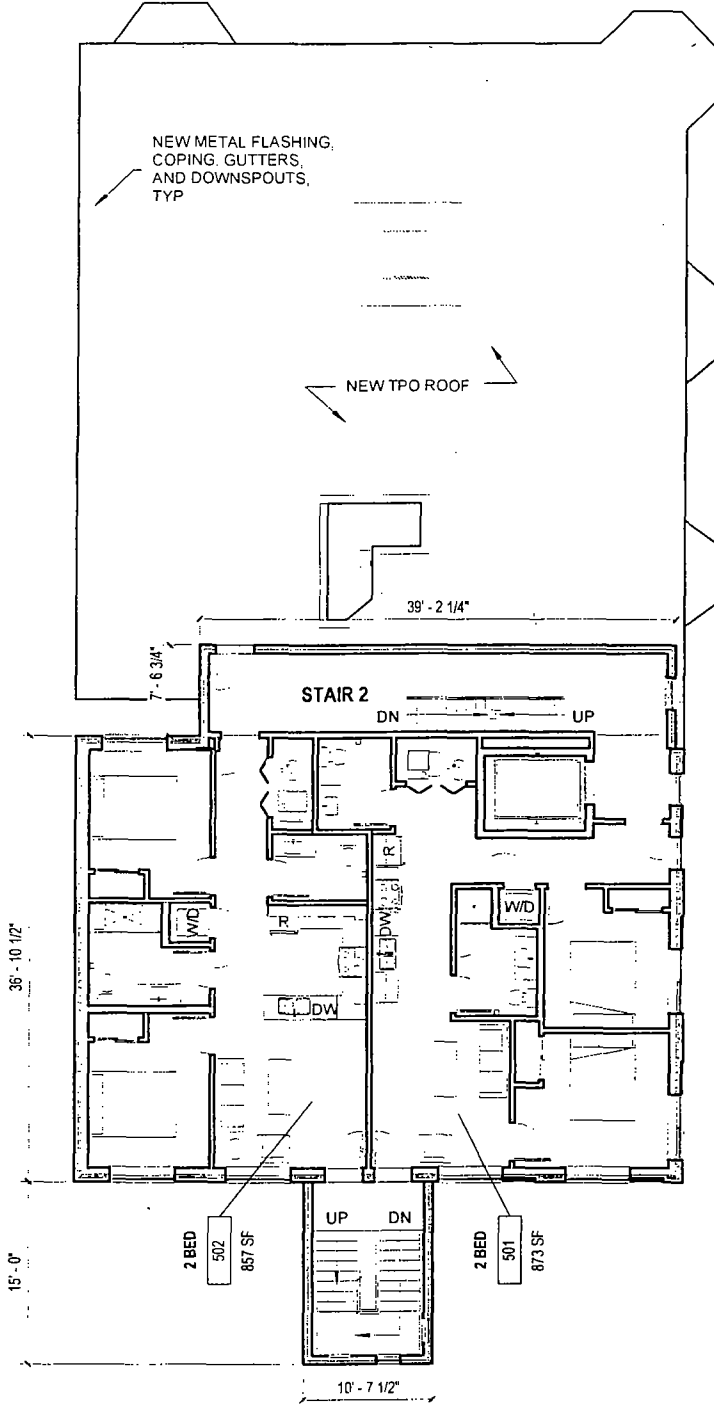 NEW METAL FLASHING,
COPING, GUTTERS,
AND DOWNSPOUTS,
TYP
NEW TPO ROOF
39' - 2 1/4"
7' - 6 3/4"
STAIR 2
DN
UP
R
W/D
W/D
R
DW
DW
36' - 10 1/2"
15' - 0"
UP
DN
2 BED
502
857 SF
2 BED
501
873 SF
10' - 7 1/2"